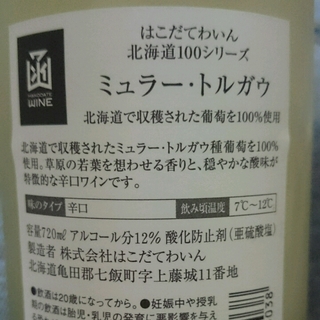 函
HAKODATE
WINE
はこだてわいん
北海道100シリーズ
ミュラー・トルガウ
北海道で収穫された葡萄を100%使用
北海道で収穫されたミュラー・トルガウ種葡萄を100%
使用。草原の若葉を想わせる香りと、穏やかな酸味が
特徴的な辛口ワインです。
味のタイプ 辛口 飲み頃温度 7℃〜12℃
容量720ml アルコール分12% 酸化防止剤(亜硫酸塩)
製造者 株式会社はこだてわいん
北海道亀田郡七飯町字上藤城11番地
●飲酒は20歳になってから。●妊娠中や授乳
期の飲酒は胎児・乳児の発育に悪影響を与
038